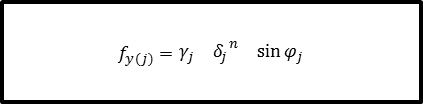 f_{y(j)} = γ_j   δ_j^n   sin φ_j